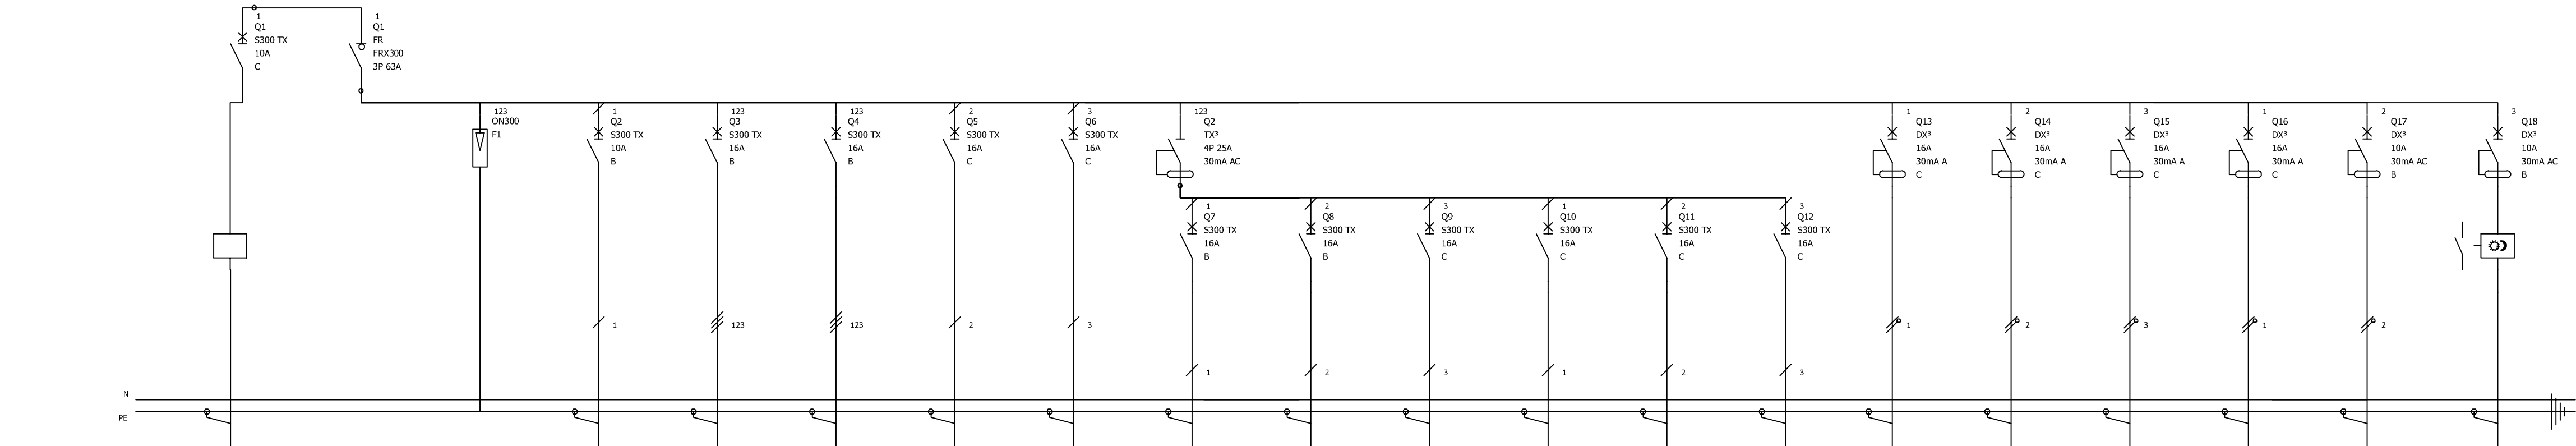 1
Q1
S300 TX
10A
C
1
Q1
FR
FRX300
3P 63A
123
ON300
F1
1
Q2
S300 TX
10A
B
123
Q3
S300 TX
16A
B
123
Q4
S300 TX
16A
B
2
Q5
S300 TX
16A
C
3
Q6
S300 TX
16A
C
123
Q2
TX³
4P 25A
30mA AC
1
Q13
DX³
16A
30mA A
C
2
Q14
DX³
16A
30mA A
C
3
Q15
DX³
16A
30mA A
C
1
Q16
DX³
16A
30mA A
C
2
Q17
DX³
10A
30mA AC
B
3
Q18
DX³
10A
30mA AC
B
1
Q7
S300 TX
16A
B
2
Q8
S300 TX
16A
B
3
Q9
S300 TX
16A
C
1
Q10
S300 TX
16A
C
2
Q11
S300 TX
16A
C
3
Q12
S300 TX
16A
C
1
123
123
2
3
1
2
3
1
2
1
2
3
1
2
3
N
PE